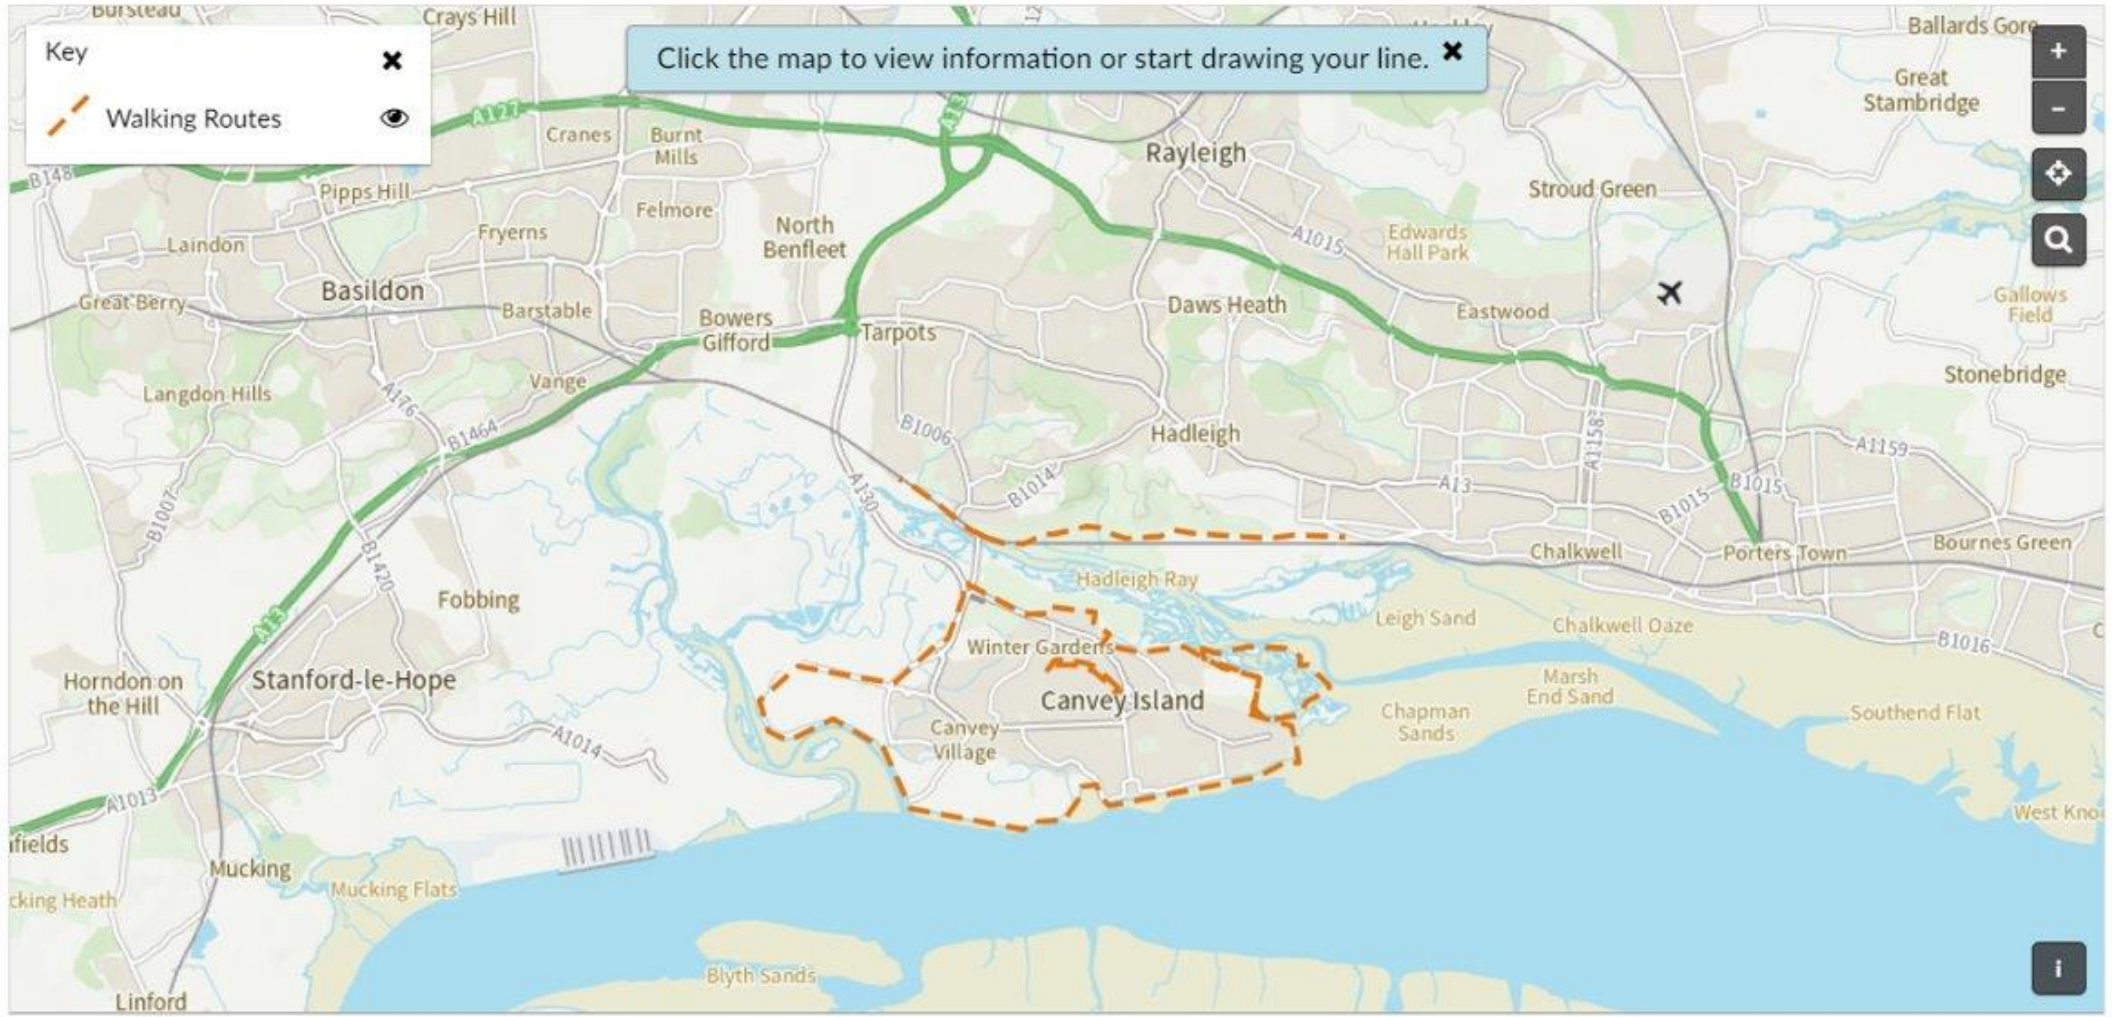 Burstead
Crays Hill
Ballards Gore
Key
Click the map to view information or start drawing your line.
Walking Routes
+
-
Great
Stambridge
A127
Cranes
Burnt
Mills
Rayleigh
B148
Pipps Hill
Stroud Green
Felmore
Laindon
Fryerns
North
Benfleet
A1015
Edwards
Hall Park
Basildon
Great Berry
Barstable
Daws Heath
Eastwood
Gallows
Field
Bowers
Gifford
Tarpots
Langdon Hills
Vange
Stonebridge
A176
B1464
B1006
Hadleigh
A1158
A1159
B1007
A130
B1014
A13
B1015
B1015
B1420
Chalkwell
Porters Town
Bournes Green
Fobbing
Hadleigh Ray
A13
Leigh Sand
Chalkwell Oaze
Winter Gardens
B1016
Horndon on
the Hill
Stanford-le-Hope
Canvey Island
Marsh
End Sand
Chapman
Sands
Southend Flat
A1014
Canvey
Village
A1013
West Kno
nfields
Mucking
Mucking Flats
cking Heath
Blyth Sands
i
Linford